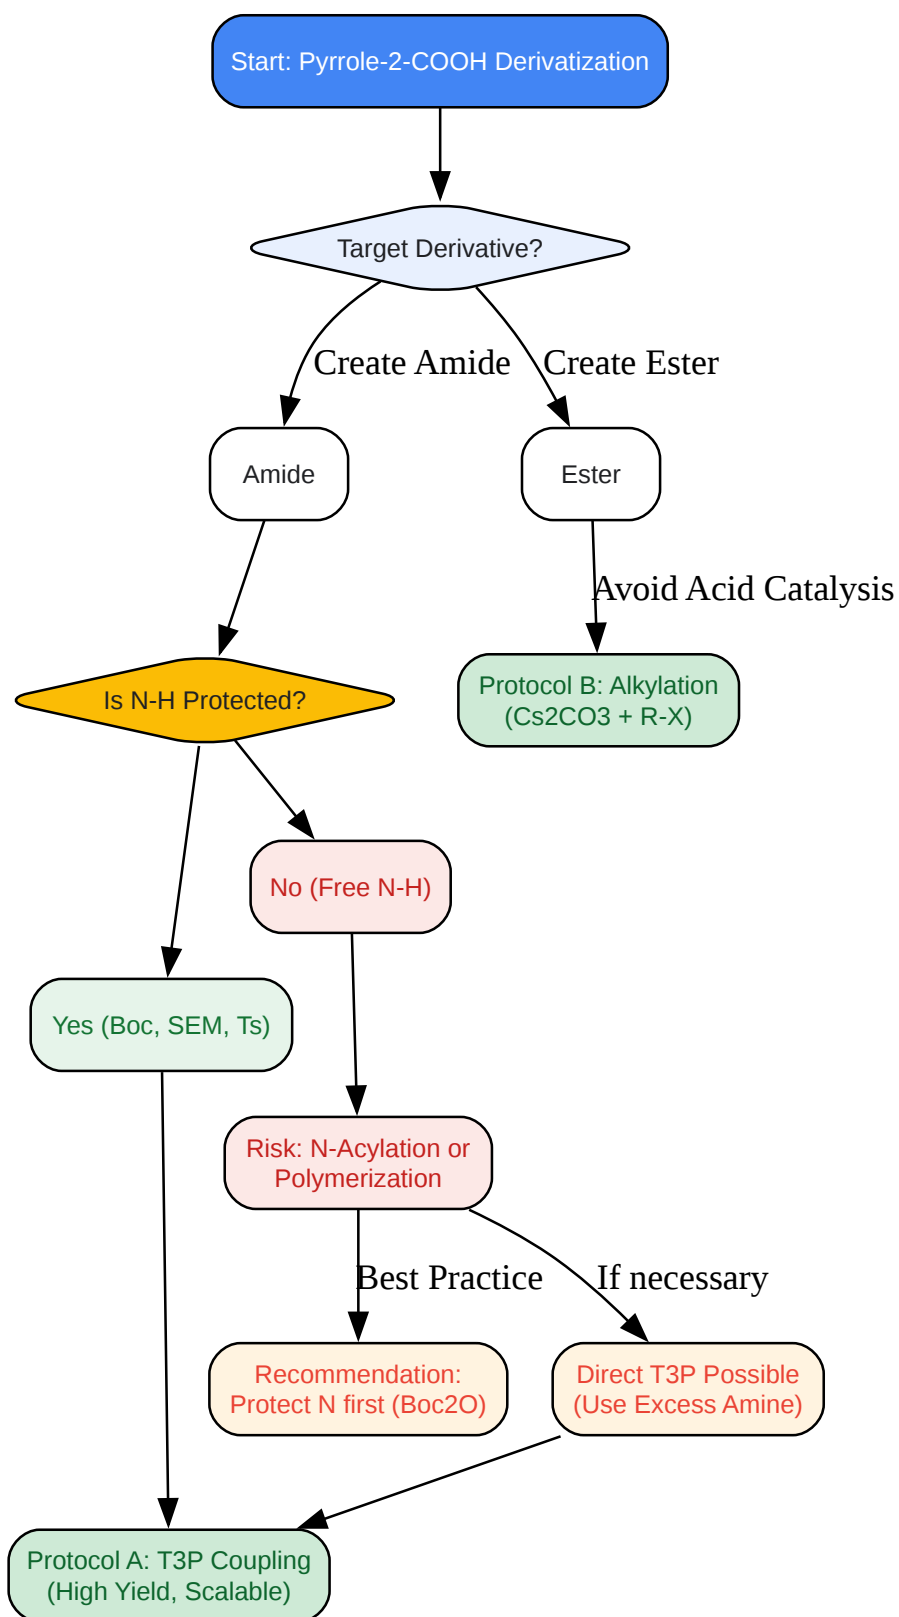 Start: Pyrrole-2-COOH Derivatization
Target Derivative?
Create Amide
Create Ester
Amide
Ester
Avoid Acid Catalysis
Is N-H Protected?
Protocol B: Alkylation
(Cs2CO3 + R-X)
No (Free N-H)
Yes (Boc, SEM, Ts)
Risk: N-Acylation or
Polymerization
Best Practice
If necessary
Recommendation:
Protect N first (Boc2O)
Direct T3P Possible
(Use Excess Amine)
Protocol A: T3P Coupling
(High Yield, Scalable)